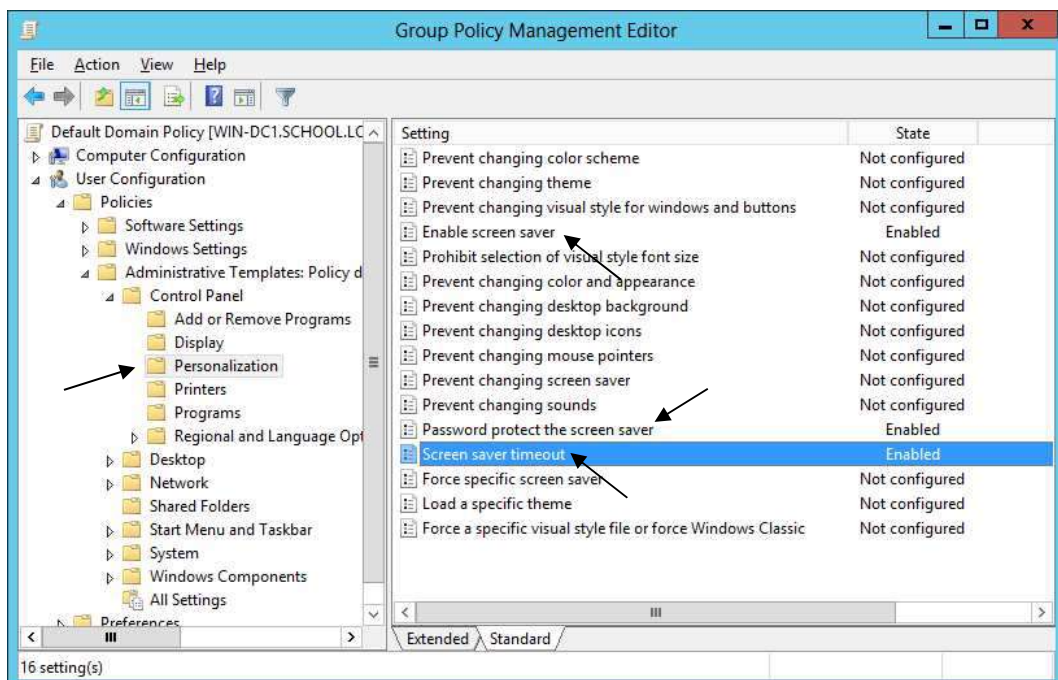 Group Policy Management Editor
File Action View Help
Default Domain Policy [WIN-DC1.SCHOOL.LC
Computer Configuration
User Configuration
Policies
Software Settings
Windows Settings
Administrative Templates: Policy d
Control Panel
Add or Remove Programs
Display
Personalization
Printers
Programs
Regional and Language Opt
Desktop
Network
Shared Folders
Start Menu and Taskbar
System
Windows Components
All Settings
Preferences
Setting State
Prevent changing color scheme Not configured
Prevent changing theme Not configured
Prevent changing visual style for windows and buttons Not configured
Enable screen saver Enabled
Prohibit selection of visual style font size Not configured
Prevent changing color and appearance Not configured
Prevent changing desktop background Not configured
Prevent changing desktop icons Not configured
Prevent changing mouse pointers Not configured
Prevent changing screen saver Not configured
Prevent changing sounds Not configured
Password protect the screen saver Enabled
Screen saver timeout Enabled
Force specific screen saver Not configured
Load a specific theme Not configured
Force a specific visual style file or force Windows Classic Not configured
Extended Standard
16 setting(s)